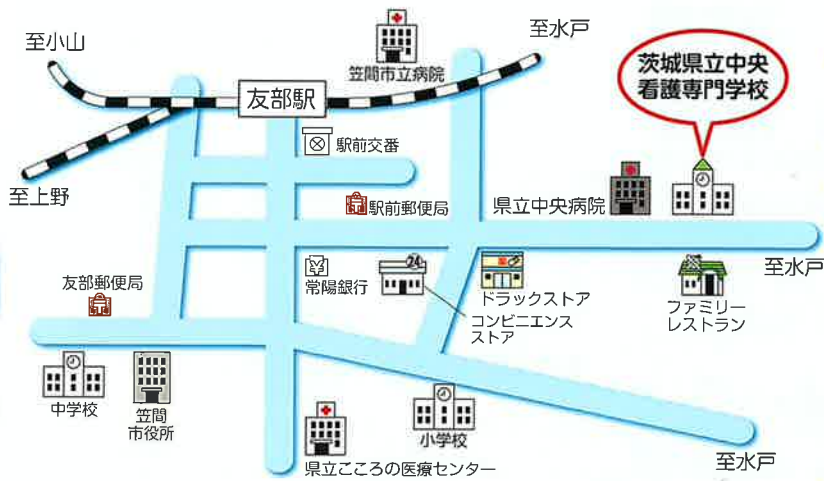 至小山
笠間市立病院
至水戸
茨城県立中央
看護専門学校
友部駅
駅前交番
至上野
駅前郵便局
県立中央病院
至水戸
友部郵便局
常陽銀行
24
ドラックストア
コンビニエンス
ストア
ファミリー
レストラン
中学校
笠間
市役所
小学校
県立こころの医療センター
至水戸